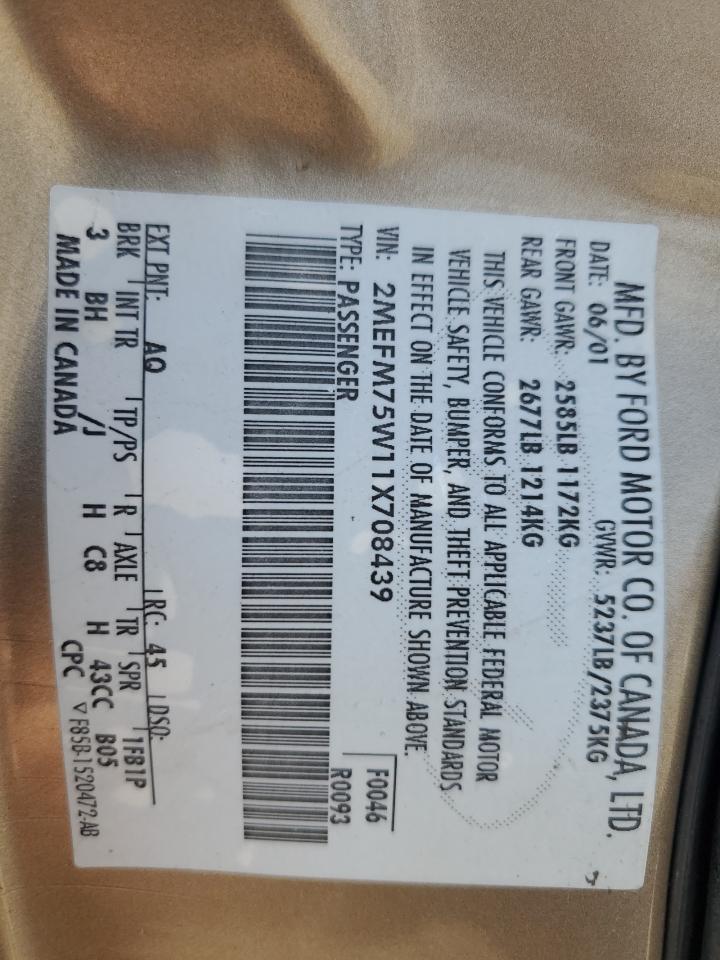 MFD. BY FORD MOTOR CO. OF CANADA, LTD.
DATE: 06/01 GVWR: 5237LB/2375KG
FRONT GAWR: 2585LB 1172KG
REAR GAWR: 2677LB 1214KG
THIS VEHICLE CONFORMS TO ALL APPLICABLE FEDERAL MOTOR
VEHICLE SAFETY, BUMPER, AND THEFT PREVENTION STANDARDS
IN EFFECT ON THE DATE OF MANUFACTURE SHOWN ABOVE.
VIN: 2MEFM75W11X708439 F0046
TYPE: PASSENGER R0093
EXT PNT: AQ RC: 45 DSO: 
BRK INT TR TP/PS R AXLE TR SPR 1FB1P
3 BH /J H C8 H 43CC B05
MADE IN CANADA CPC ▽ F85B-1520472-AB